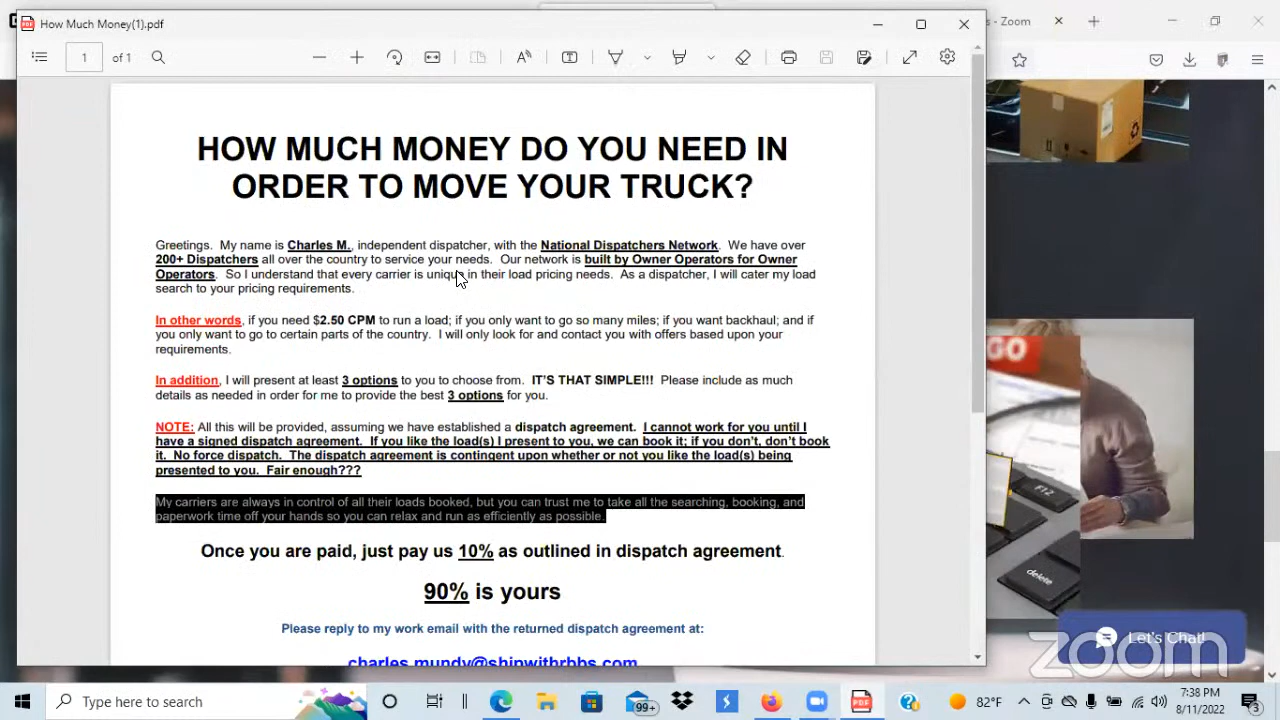 How Much Money(1).pdf
s - Zoom
1 of 1
HOW MUCH MONEY DO YOU NEED IN
ORDER TO MOVE YOUR TRUCK?
Greetings. My name is Charles M., independent dispatcher, with the National Dispatchers Network. We have over
200+ Dispatchers all over the country to service your needs. Our network is built by Owner Operators for Owner
Operators. So I understand that every carrier is unique in their load pricing needs. As a dispatcher, I will cater my load
search to your pricing requirements.
In other words, if you need $2.50 CPM to run a load; if you only want to go so many miles; if you want backhaul; and if
you only want to go to certain parts of the country. I will only look for and contact you with offers based upon your
requirements.
In addition, I will present at least 3 options to you to choose from. IT'S THAT SIMPLE!!! Please include as much
details as needed in order for me to provide the best 3 options for you.
NOTE: All this will be provided, assuming we have established a dispatch agreement. I cannot work for you until I
have a signed dispatch agreement. If you like the load(s) I present to you, we can book it; if you don't, don't book
it. No force dispatch. The dispatch agreement is contingent upon whether or not you like the load(s) being
presented to you. Fair enough???
My carriers are always in control of all their loads booked, but you can trust me to take all the searching, booking, and
paperwork time off your hands so you can relax and run as efficiently as possible.
Once you are paid, just pay us 10% as outlined in dispatch agreement.
90% is yours
Please reply to my work email with the returned dispatch agreement at:
charles.mundy@shipwithrbbs.com
GO
F12
delete
Let's Chat!
zoom
Type here to search
99+
PDF
82°F
7:38 PM
8/11/2022
3